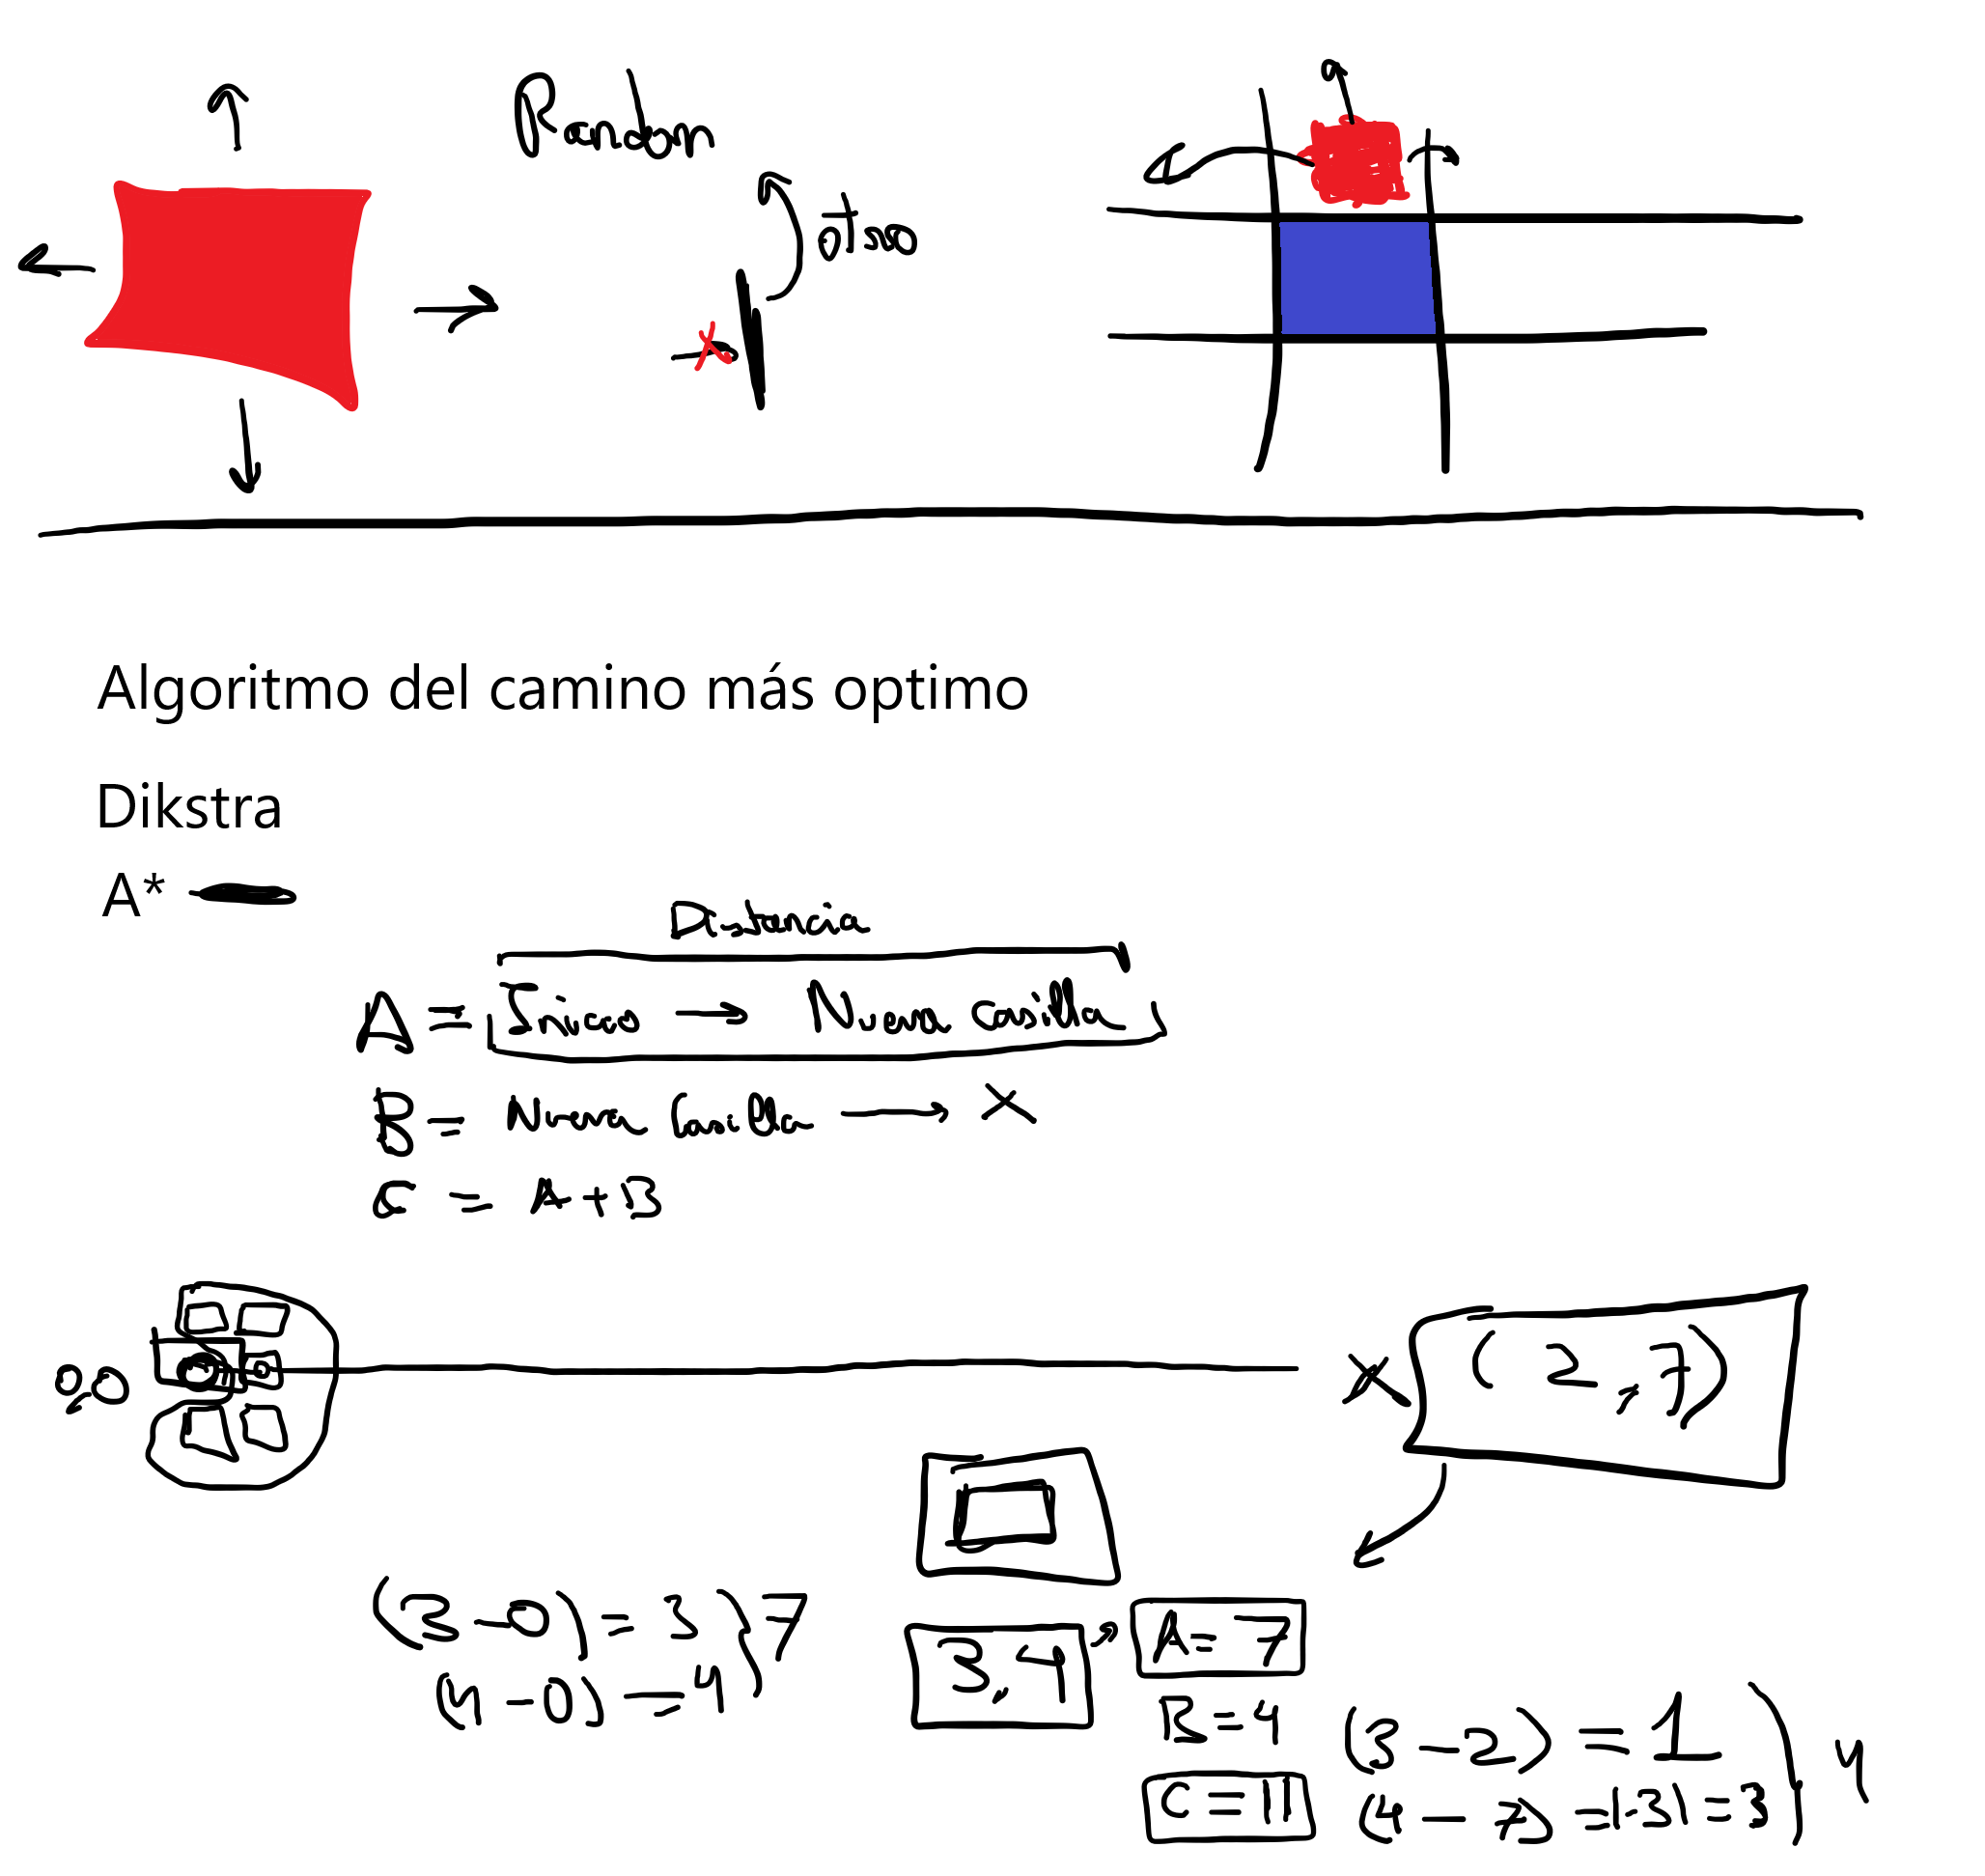 Random
otro
Algoritmo del camino más optimo
Dikstra
A*
Distancia
A = Inicio → Nueva casilla
B = Nueva Casilla → X
C = A + B
0,0
X (2,7)
(3-0) = 3) 7
(4-0) = 4
3,4
A = 7
B = 4
C = 11
(3-2) = 1) 4
(4-7) = |-3| = 3